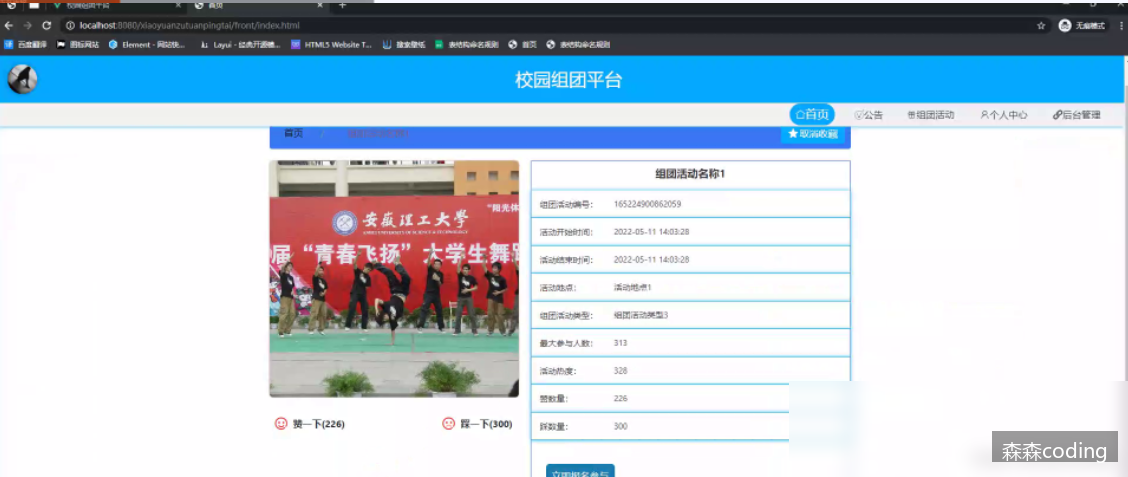 校园组团平台
首页
localhost:8080/xiaoyuanzutuanpingtai/front/index.html
无痕模式
百度翻译 图标网站 Element - 网站快... Layui - 经典开源模... HTML5 Website T... 搜索壁纸 表结构命名规则 首页 表结构命名规则
校园组团平台
首页 公告 组团活动 个人中心 后台管理
首页 /
取消收藏
组团活动名称1
组团活动编号: 165224900862059
活动开始时间: 2022-05-11 14:03:28
活动结束时间: 2022-05-11 14:03:28
活动地点: 活动地点1
组团活动类型: 组团活动类型3
最大参与人数: 313
活动热度: 328
赞数量: 226
踩数量: 300
"阳光体
安徽理工大学
届"青春飞扬"大学生舞蹈
赞一下(226) 踩一下(300)
立即报名参与
森森coding